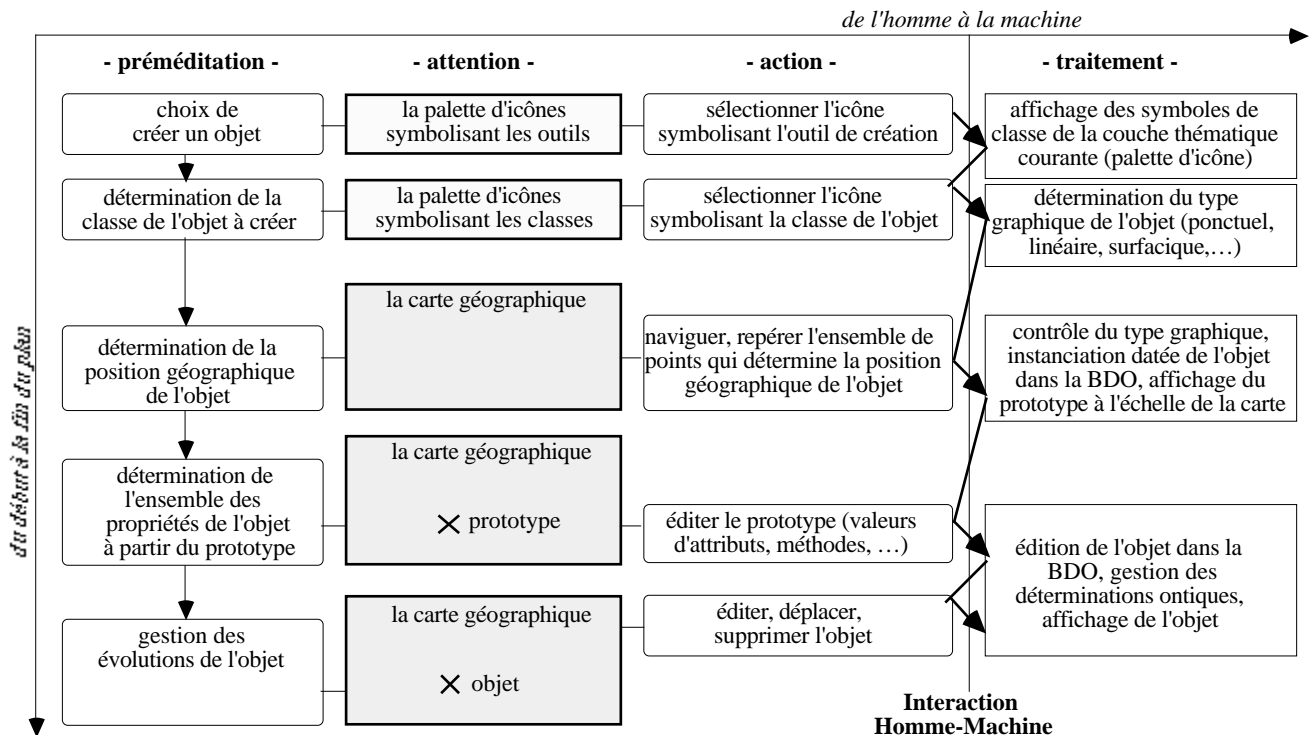 de l'homme à la machine
- préméditation -
- attention -
- action -
- traitement -
choix de
créer un objet
la palette d'icônes
symbolisant les outils
sélectionner l'icône
symbolisant l'outil de création
affichage des symboles de
classe de la couche thématique
courante (palette d'icône)
détermination de la
classe de l'objet à créer
la palette d'icônes
symbolisant les classes
sélectionner l'icône
symbolisant la classe de l'objet
détermination du type
graphique de l'objet (ponctuel,
linéaire, surfacique,…)
détermination de la
position géographique
de l'objet
la carte géographique
naviguer, repérer l'ensemble de
points qui détermine la position
géographique de l'objet
contrôle du type graphique,
instanciation datée de l'objet
dans la BDO, affichage du
prototype à l'échelle de la carte
détermination de
l'ensemble des
propriétés de l'objet
à partir du prototype
la carte géographique
prototype
éditer le prototype (valeurs
d'attributs, méthodes, …)
édition de l'objet dans la
BDO, gestion des
déterminations ontiques,
affichage de l'objet
gestion des
évolutions de l'objet
la carte géographique
objet
éditer, déplacer,
supprimer l'objet
Interaction
Homme-Machine
du début à la fin du plan